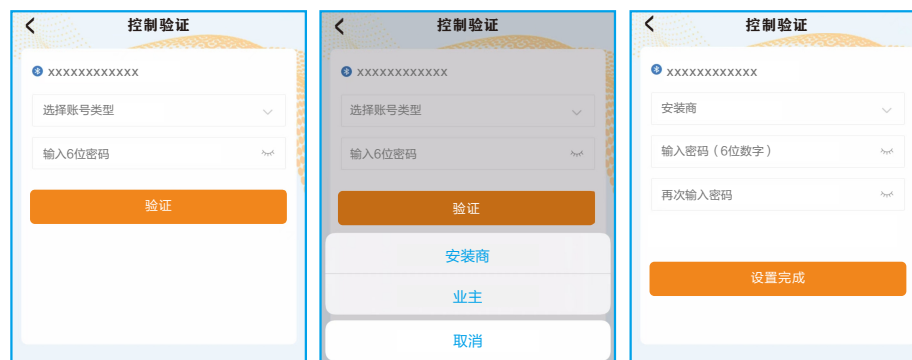 控制验证
xxxxxxxxxxxx
选择账号类型
输入6位密码
验证
控制验证
xxxxxxxxxxxx
选择账号类型
输入6位密码
验证
安装商
业主
取消
控制验证
xxxxxxxxxxxx
安装商
输入密码（6位数字）
再次输入密码
设置完成